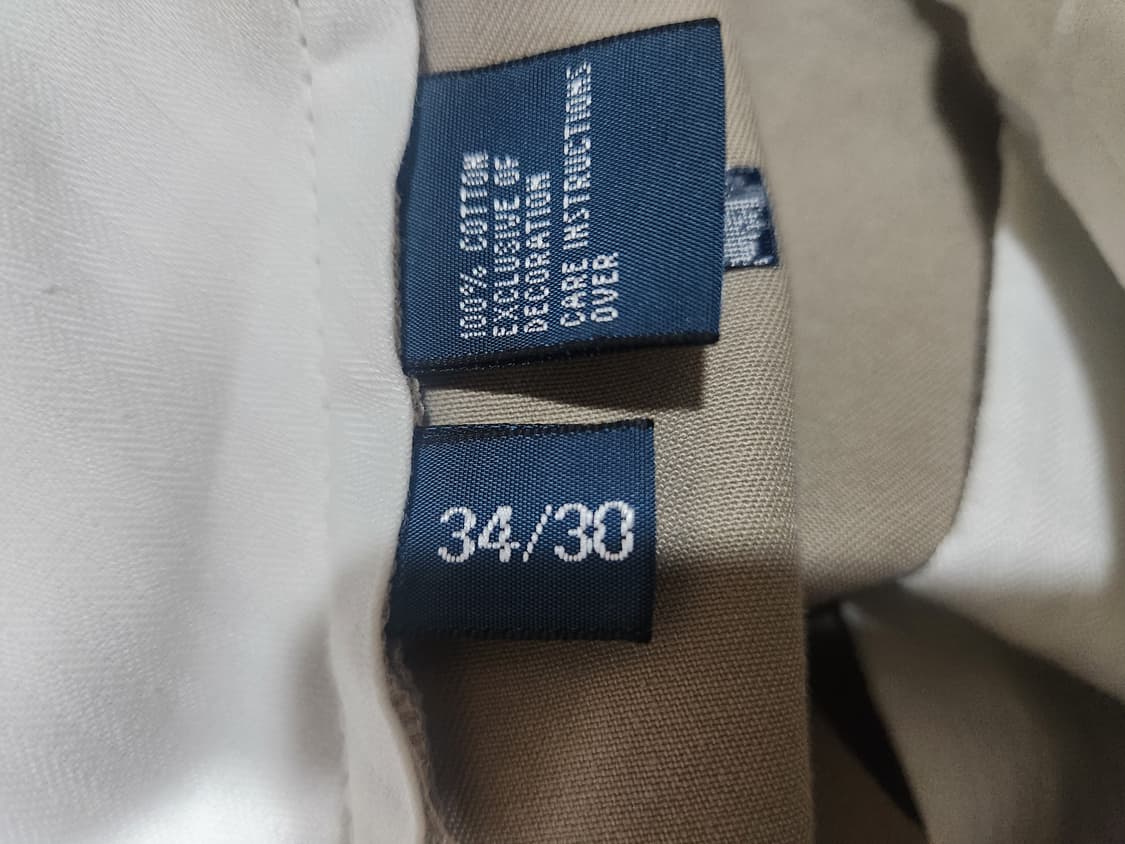 100% COTTON
EXCLUSIVE OF
DECORATION
CARE INSTRUCTIONS
OVER
34/30